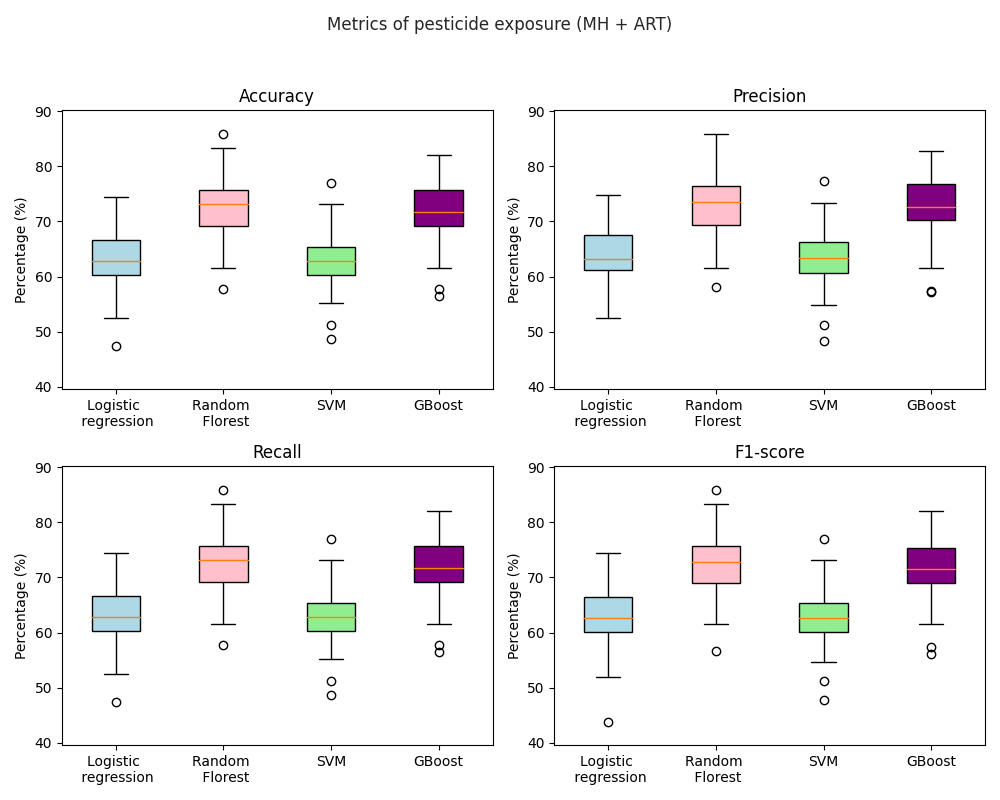 Metrics of pesticide exposure (MH + ART)
Accuracy
Percentage (%)
90
80
70
60
50
40
Logistic
regression
Random
Florest
SVM
GBoost
Precision
Percentage (%)
90
80
70
60
50
40
Logistic
regression
Random
Florest
SVM
GBoost
Recall
Percentage (%)
90
80
70
60
50
40
Logistic
regression
Random
Florest
SVM
GBoost
F1-score
Percentage (%)
90
80
70
60
50
40
Logistic
regression
Random
Florest
SVM
GBoost